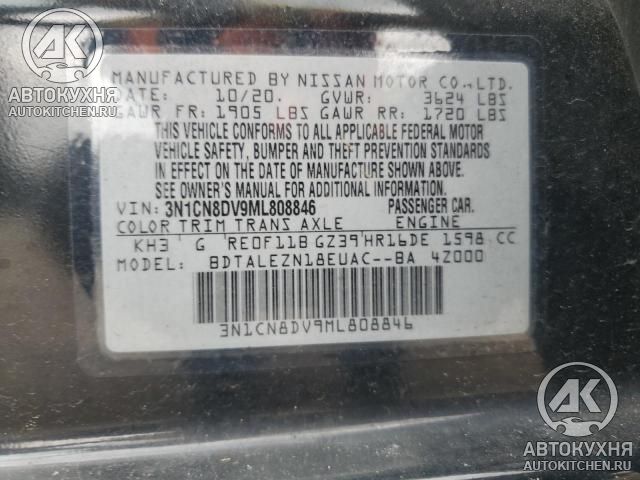 MANUFACTURED BY NISSAN MOTOR CO.,LTD.
DATE: 10/20. GVWR: 3624 LBS
GAWR FR: 1905 LBS GAWR RR: 1720 LBS
THIS VEHICLE CONFORMS TO ALL APPLICABLE FEDERAL MOTOR
VEHICLE SAFETY, BUMPER AND THEFT PREVENTION STANDARDS
IN EFFECT ON THE DATE OF MANUFACTURE SHOWN ABOVE.
SEE OWNER'S MANUAL FOR ADDITIONAL INFORMATION.
VIN: 3N1CN8DV9ML808846 PASSENGER CAR.
COLOR TRIM TRANS AXLE ENGINE
KH3 G RE0F11B GZ39 HR16DE 1598 CC
MODEL: BDTALEZN18EUAC--BA 4Z000
3N1CN8DV9ML808846
АК
АВТОКУХНЯ
AUTOKITCHEN.RU
АК
АВТОКУХНЯ
AUTOKITCHEN.RU